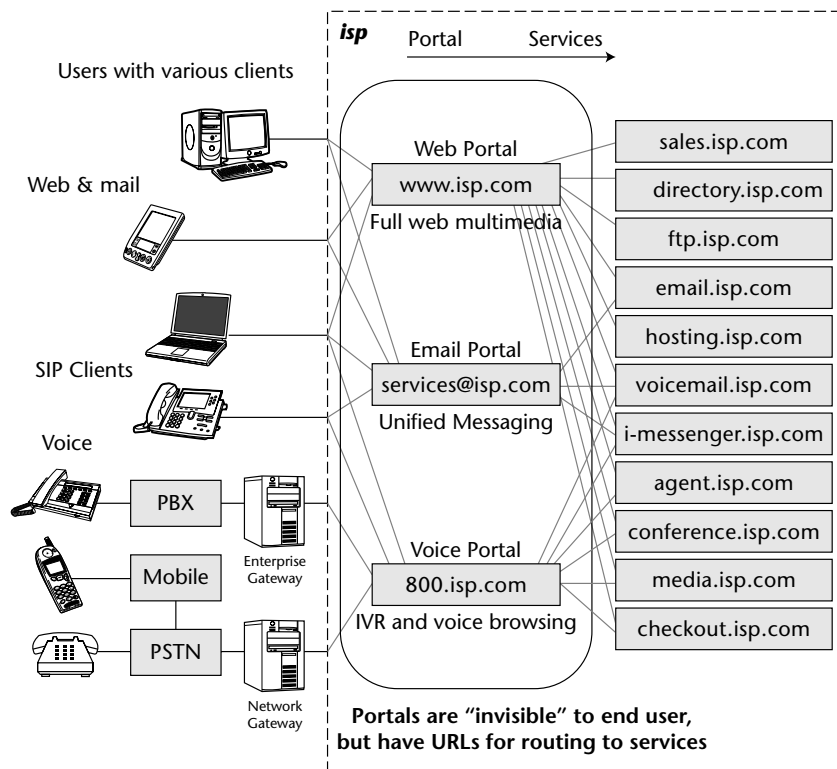 isp
Portal Services
Users with various clients
Web & mail
SIP Clients
Voice
PBX
Enterprise
Gateway
Mobile
PSTN
Network
Gateway
Web Portal
www.isp.com
Full web multimedia
Email Portal
services@isp.com
Unified Messaging
Voice Portal
800.isp.com
IVR and voice browsing
sales.isp.com
directory.isp.com
ftp.isp.com
email.isp.com
hosting.isp.com
voicemail.isp.com
i-messenger.isp.com
agent.isp.com
conference.isp.com
media.isp.com
checkout.isp.com
Portals are “invisible” to end user,
but have URLs for routing to services